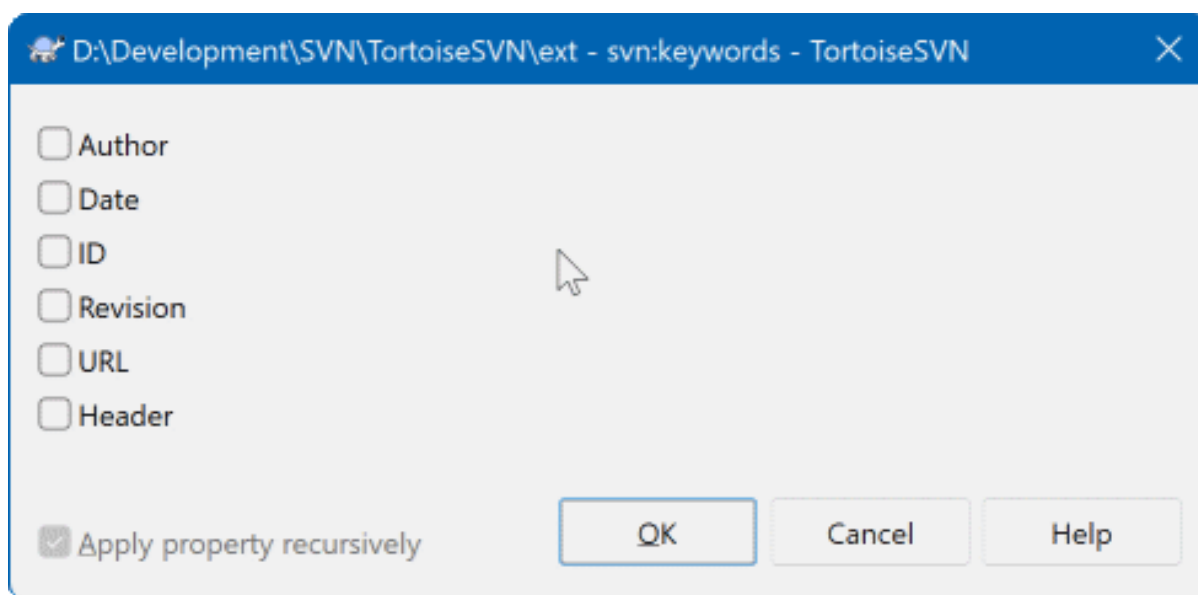 D:\Development\SVN\TortoiseSVN\ext - svn:keywords - TortoiseSVN
Author
Date
ID
Revision
URL
Header
Apply property recursively
OK
Cancel
Help